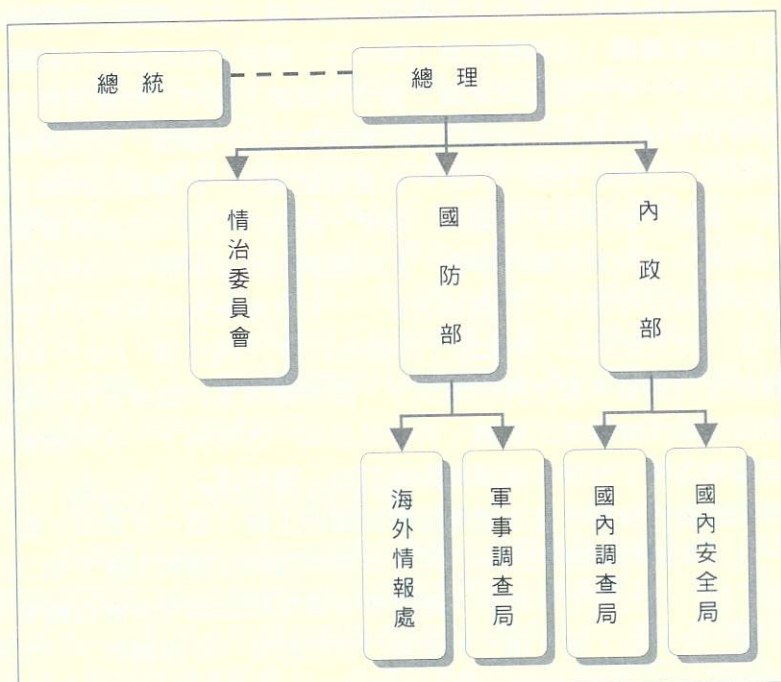 總統
總理
情治委員會
國防部
內政部
海外情報處
軍事調查局
國內調查局
國內安全局